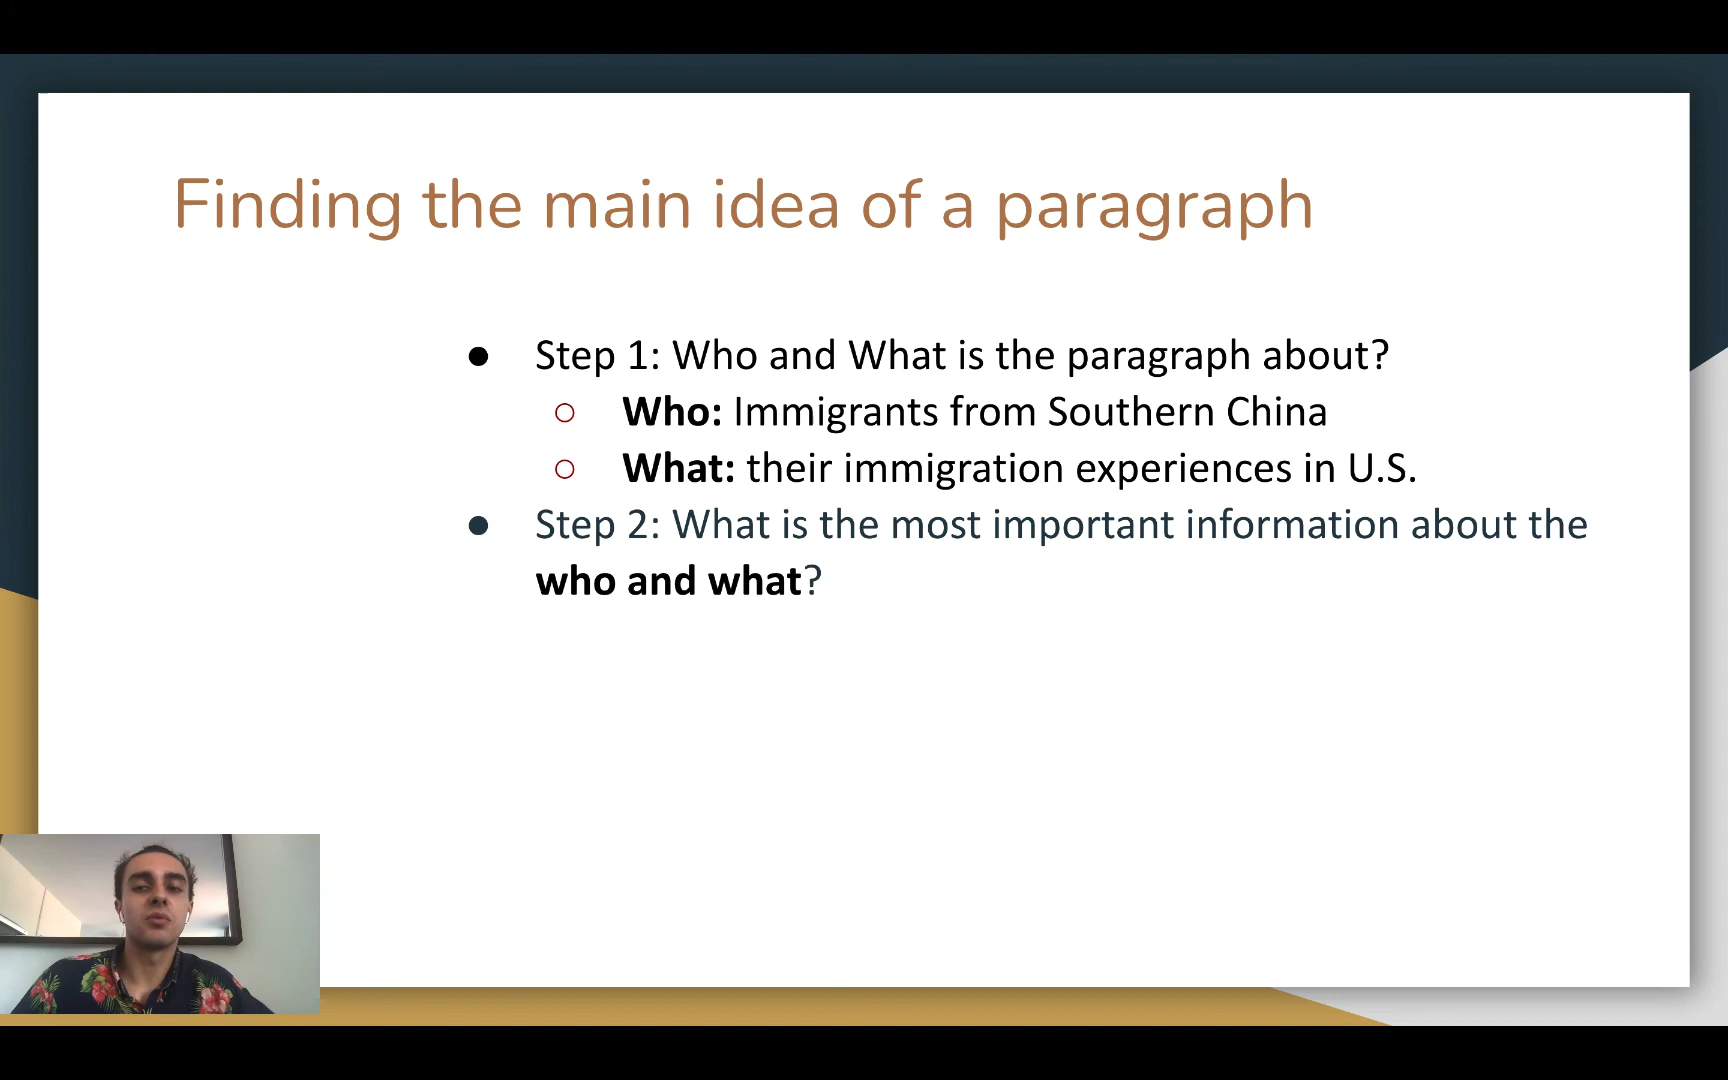 Finding the main idea of a paragraph
● Step 1: Who and What is the paragraph about?
○ Who: Immigrants from Southern China
○ What: their immigration experiences in U.S.
● Step 2: What is the most important information about the
who and what?